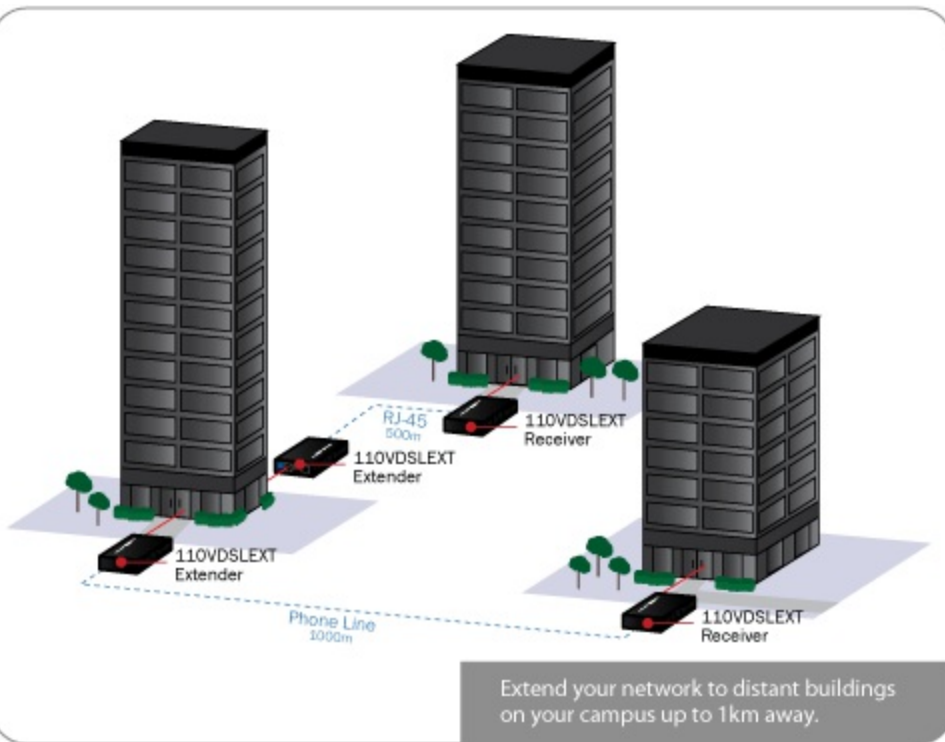 RJ-45
500m
110VDSLEXT
Receiver
110VDSLEXT
Extender
110VDSLEXT
Extender
Phone Line
1000m
110VDSLEXT
Receiver
Extend your network to distant buildings
on your campus up to 1km away.